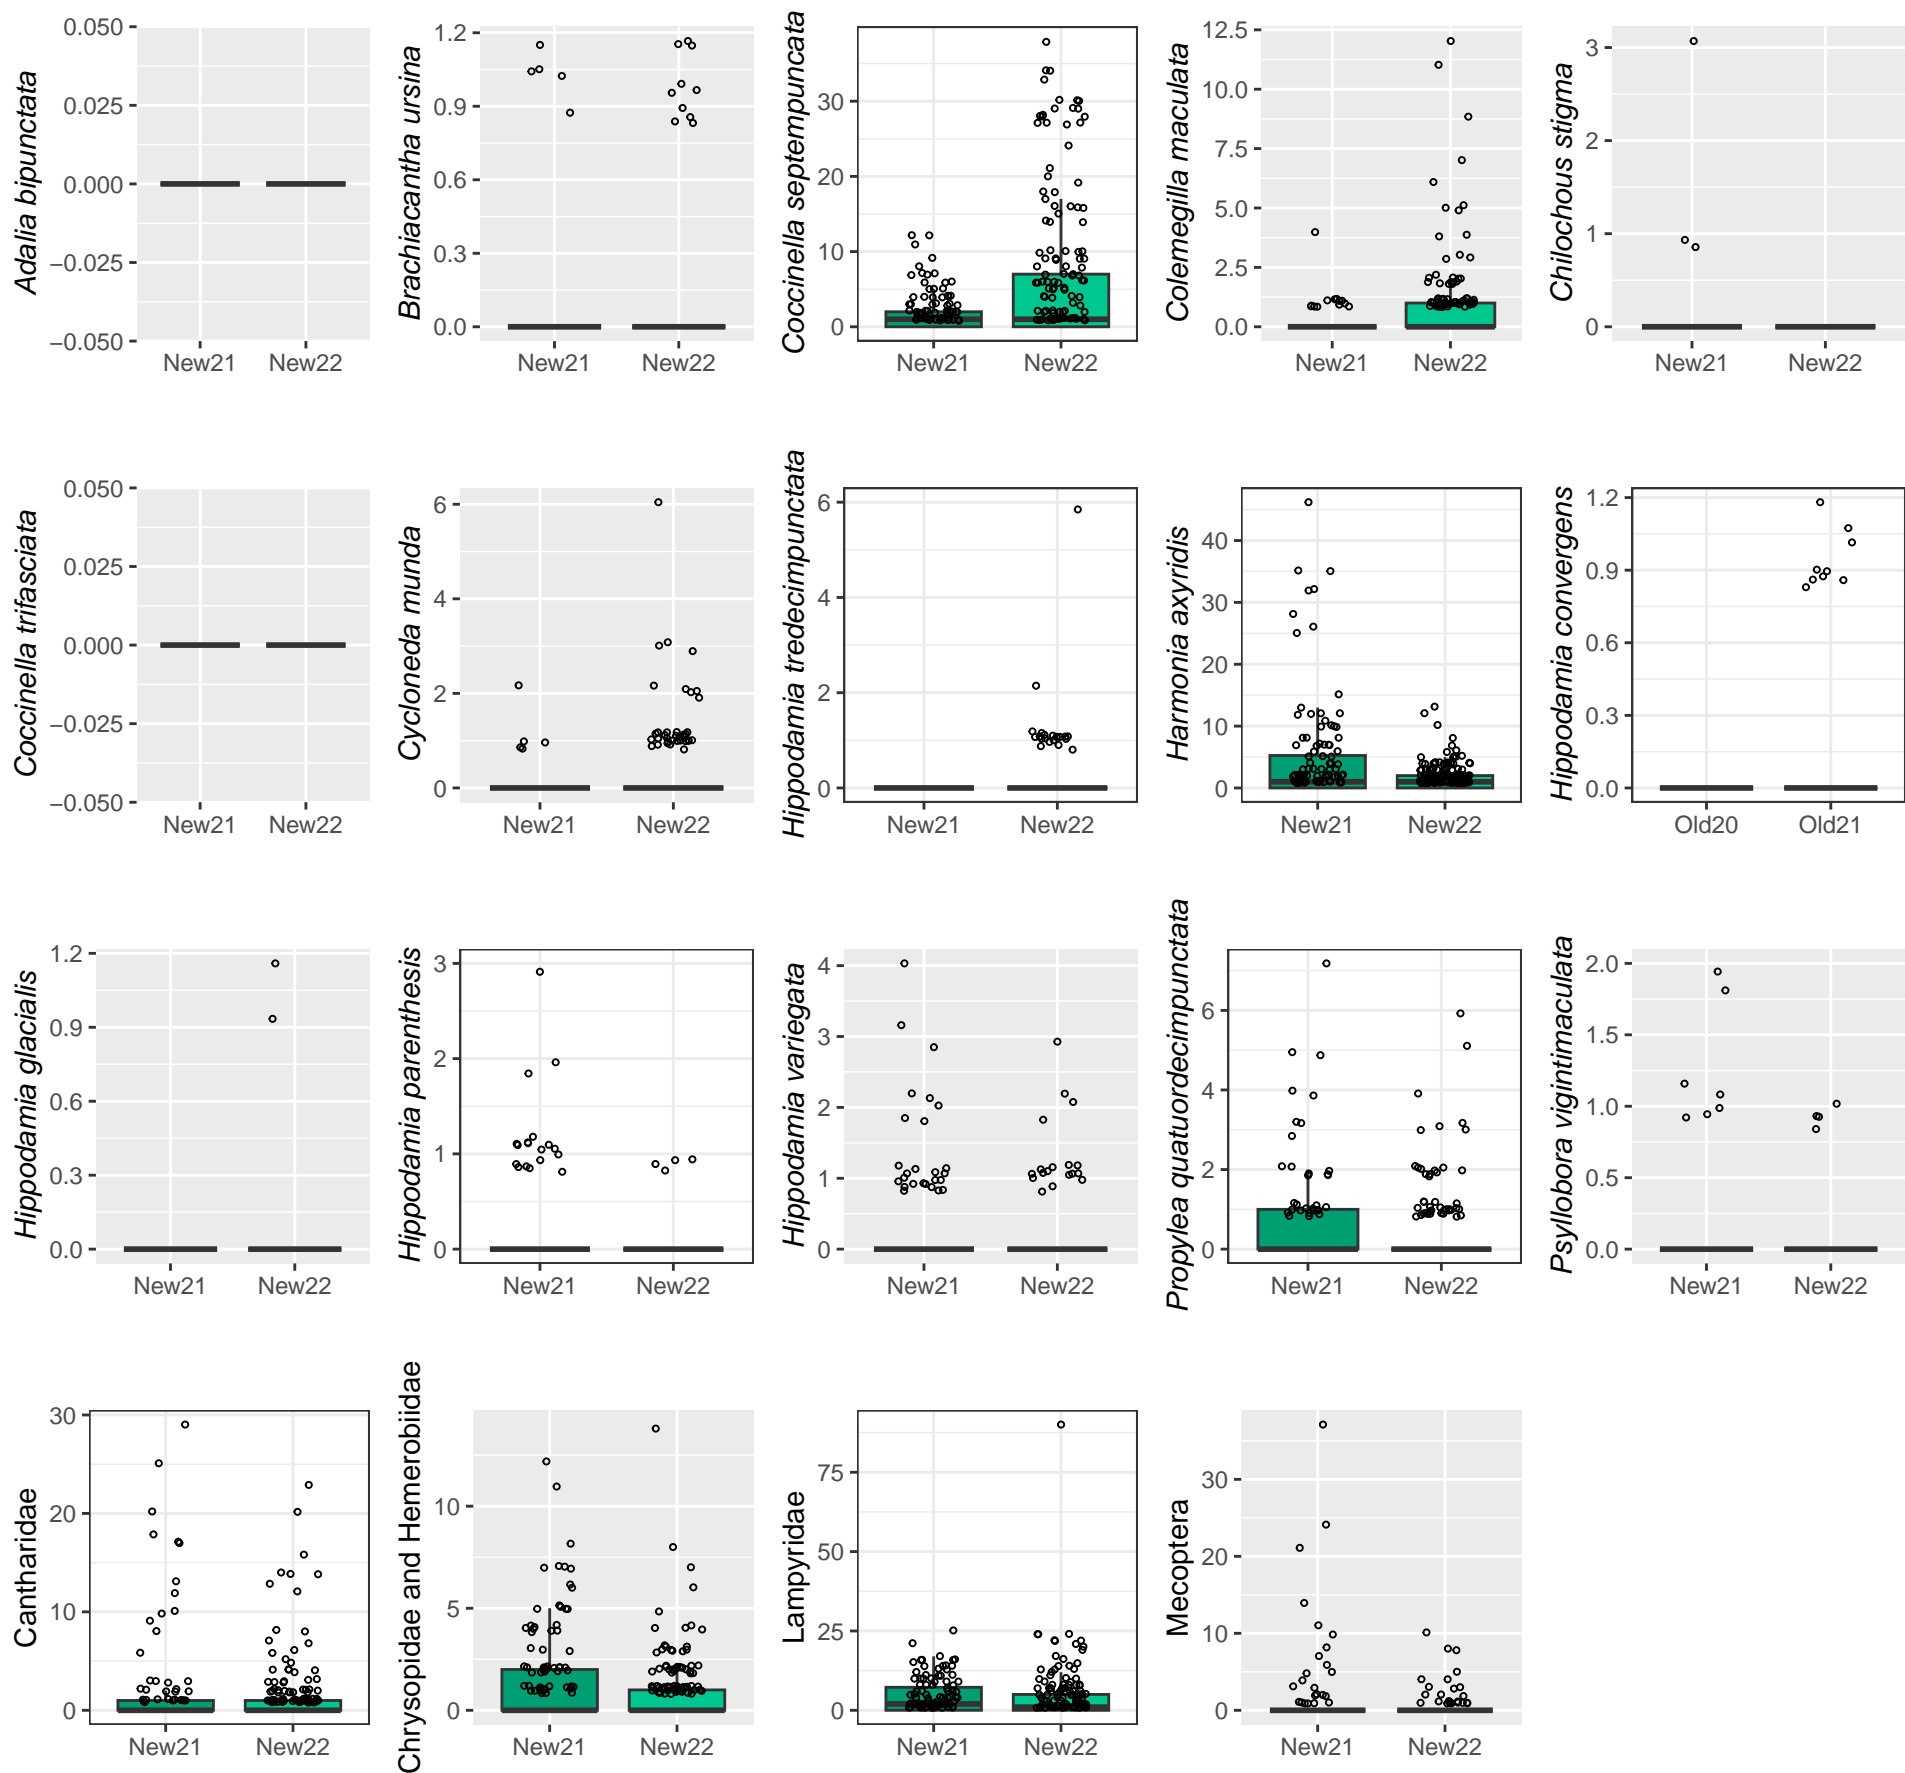 Adalia bipunctata
0.050
0.025
0.000
−0.025
−0.050
New21 New22
Brachiacantha ursina
1.2
0.9
0.6
0.3
0.0
New21 New22
Coccinella septempuncata
30
20
10
0
New21 New22
Colemegilla maculata
12.5
10.0
7.5
5.0
2.5
0.0
New21 New22
Chilochous stigma
3
2
1
0
New21 New22
Coccinella trifasciata
0.050
0.025
0.000
−0.025
−0.050
New21 New22
Cycloneda munda
6
4
2
0
New21 New22
Hippodamia tredecimpunctata
6
4
2
0
New21 New22
Harmonia axyridis
40
30
20
10
0
New21 New22
Hippodamia convergens
1.2
0.9
0.6
0.3
0.0
Old20 Old21
Hippodamia glacialis
1.2
0.9
0.6
0.3
0.0
New21 New22
Hippodamia parenthesis
3
2
1
0
New21 New22
Hippodamia variegata
4
3
2
1
0
New21 New22
Propylea quatuordecimpunctata
6
4
2
0
New21 New22
Psyllobora vigintimaculata
2.0
1.5
1.0
0.5
0.0
New21 New22
Cantharidae
30
20
10
0
New21 New22
Chrysopidae and Hemerobiidae
10
5
0
New21 New22
Lampyridae
75
50
25
0
New21 New22
Mecoptera
30
20
10
0
New21 New22